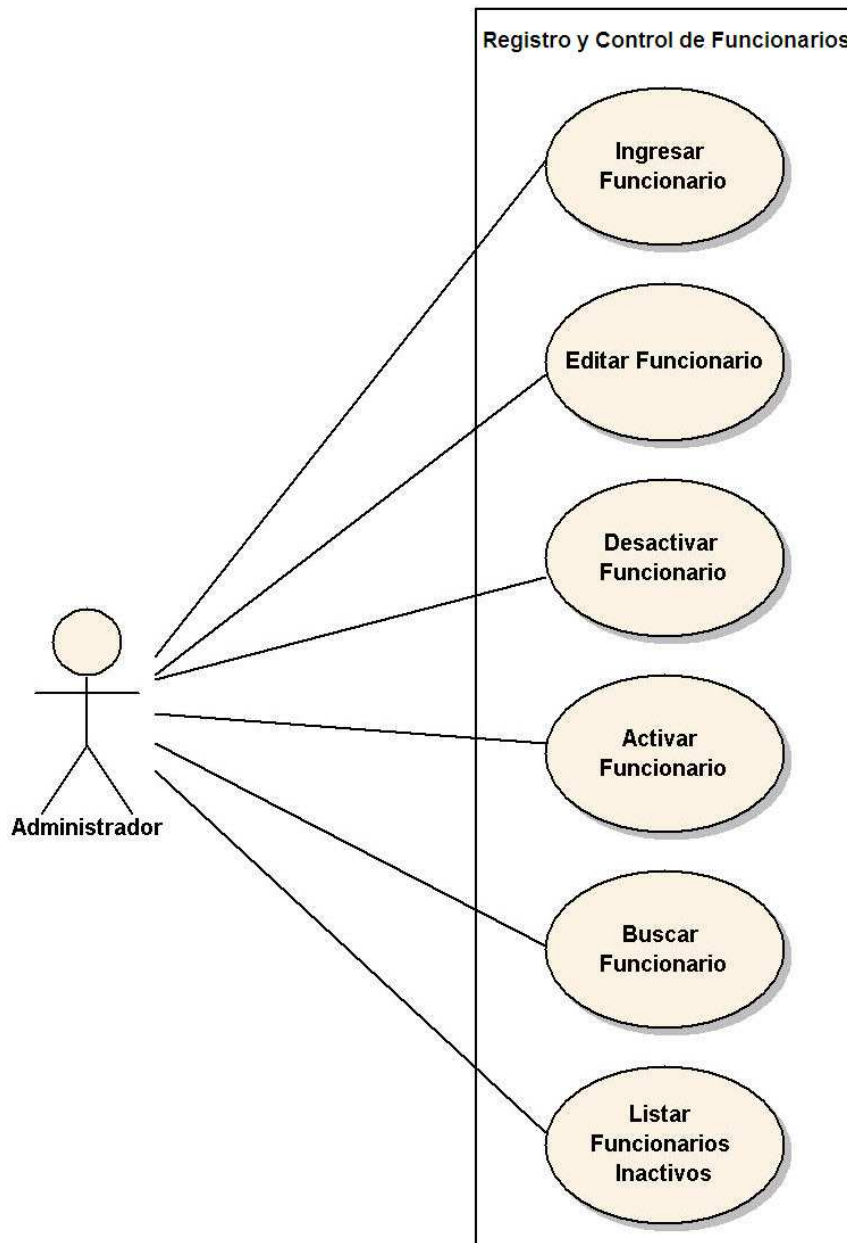 Registro y Control de Funcionarios
Ingresar
Funcionario
Editar Funcionario
Desactivar
Funcionario
Activar
Funcionario
Buscar
Funcionario
Listar
Funcionarios
Inactivos
Administrador